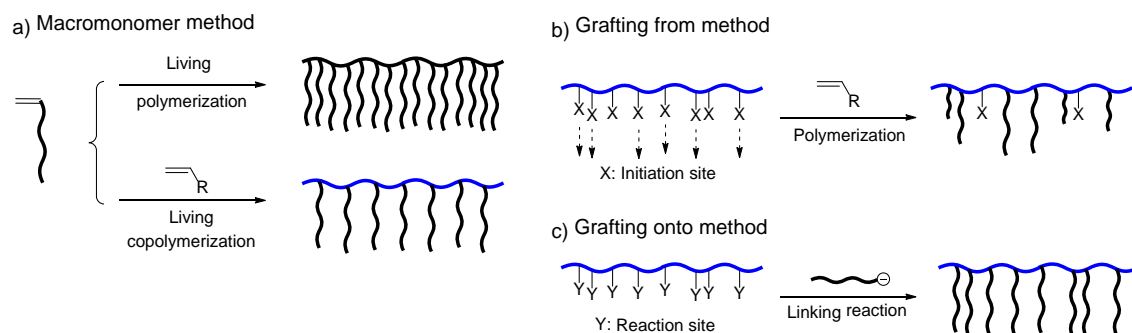 a) Macromonomer method
Living
polymerization
R
Living
copolymerization
b) Grafting from method
X X X X X X X X
X: Initiation site
R
Polymerization
X X
c) Grafting onto method
Y Y Y Y Y Y Y Y
Y: Reaction site
−
Linking reaction